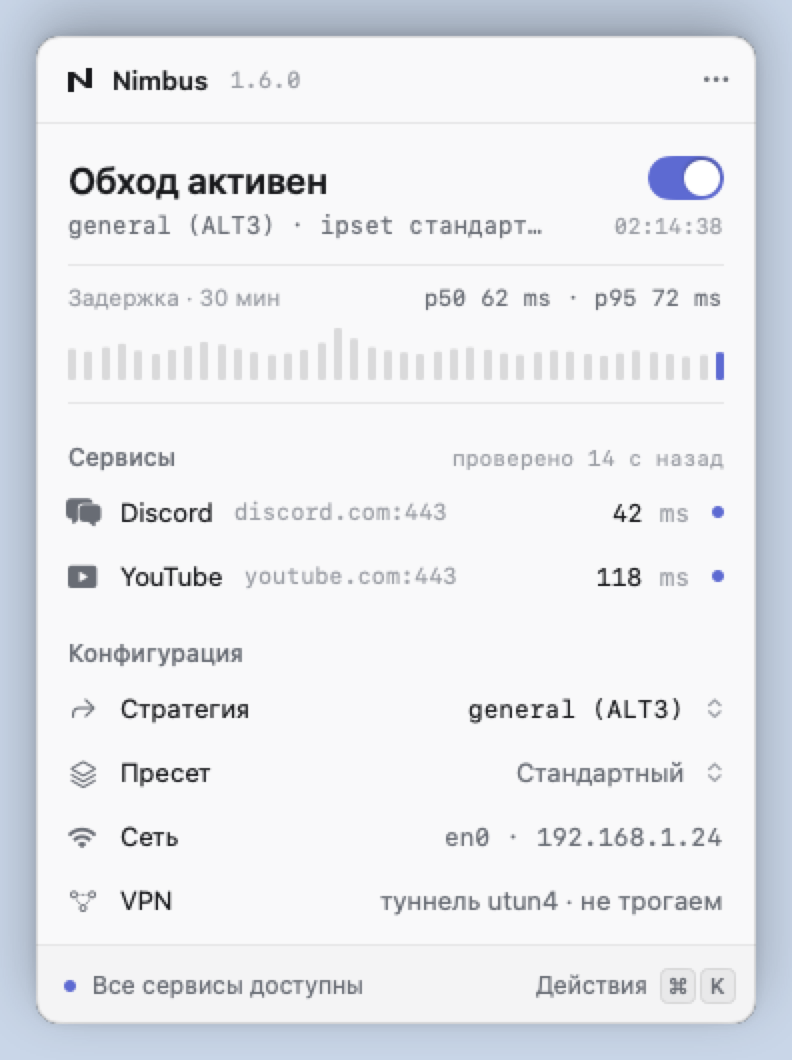 Nimbus 1.6.0 •••
Обход активен
general (ALT3) · ipset стандарт… 02:14:38
Задержка · 30 мин p50 62 ms · p95 72 ms
Сервисы проверено 14 с назад
Discord discord.com:443 42 ms
YouTube youtube.com:443 118 ms
Конфигурация
Стратегия general (ALT3)
Пресет Стандартный
Сеть en0 · 192.168.1.24
VPN туннель utun4 · не трогаем
Все сервисы доступны Действия ⌘ K